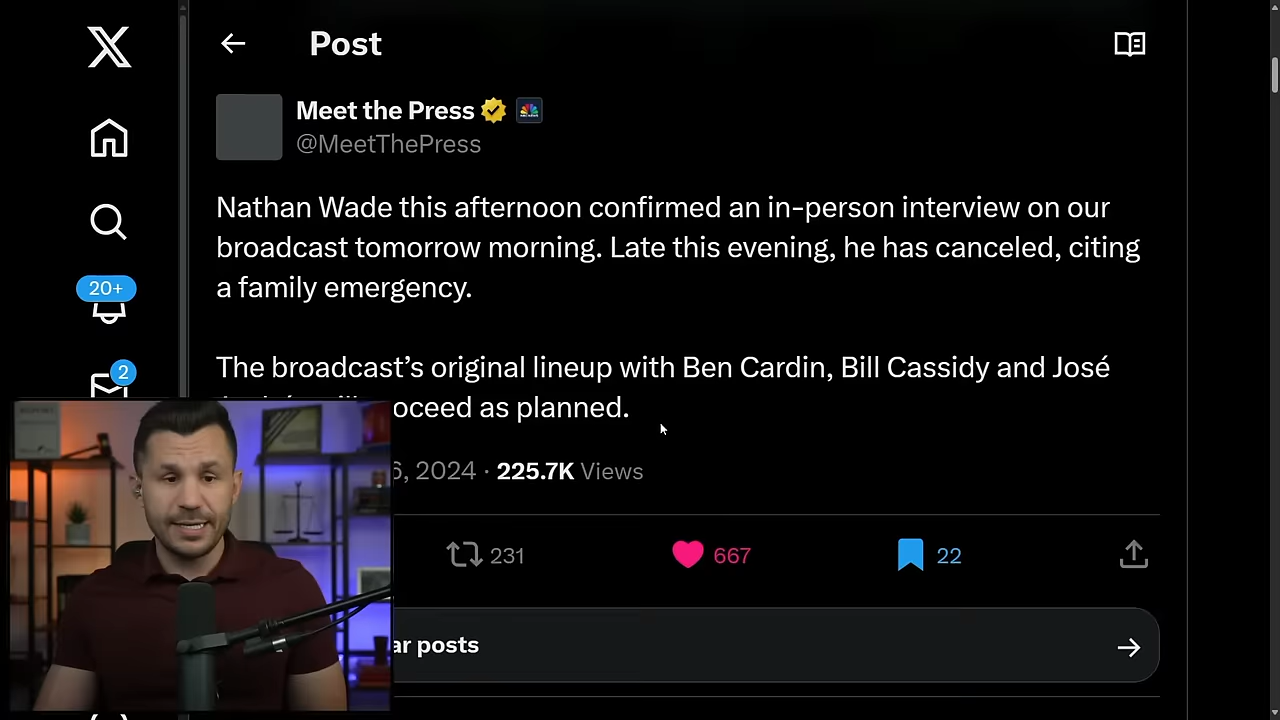 Post
Meet the Press
@MeetThePress
Nathan Wade this afternoon confirmed an in-person interview on our
broadcast tomorrow morning. Late this evening, he has canceled, citing
20+
a family emergency.
The broadcast’s original lineup with Ben Cardin, Bill Cassidy and José
2
oceed as planned.
6, 2024 · 225.7K Views
231
667
22
ar posts